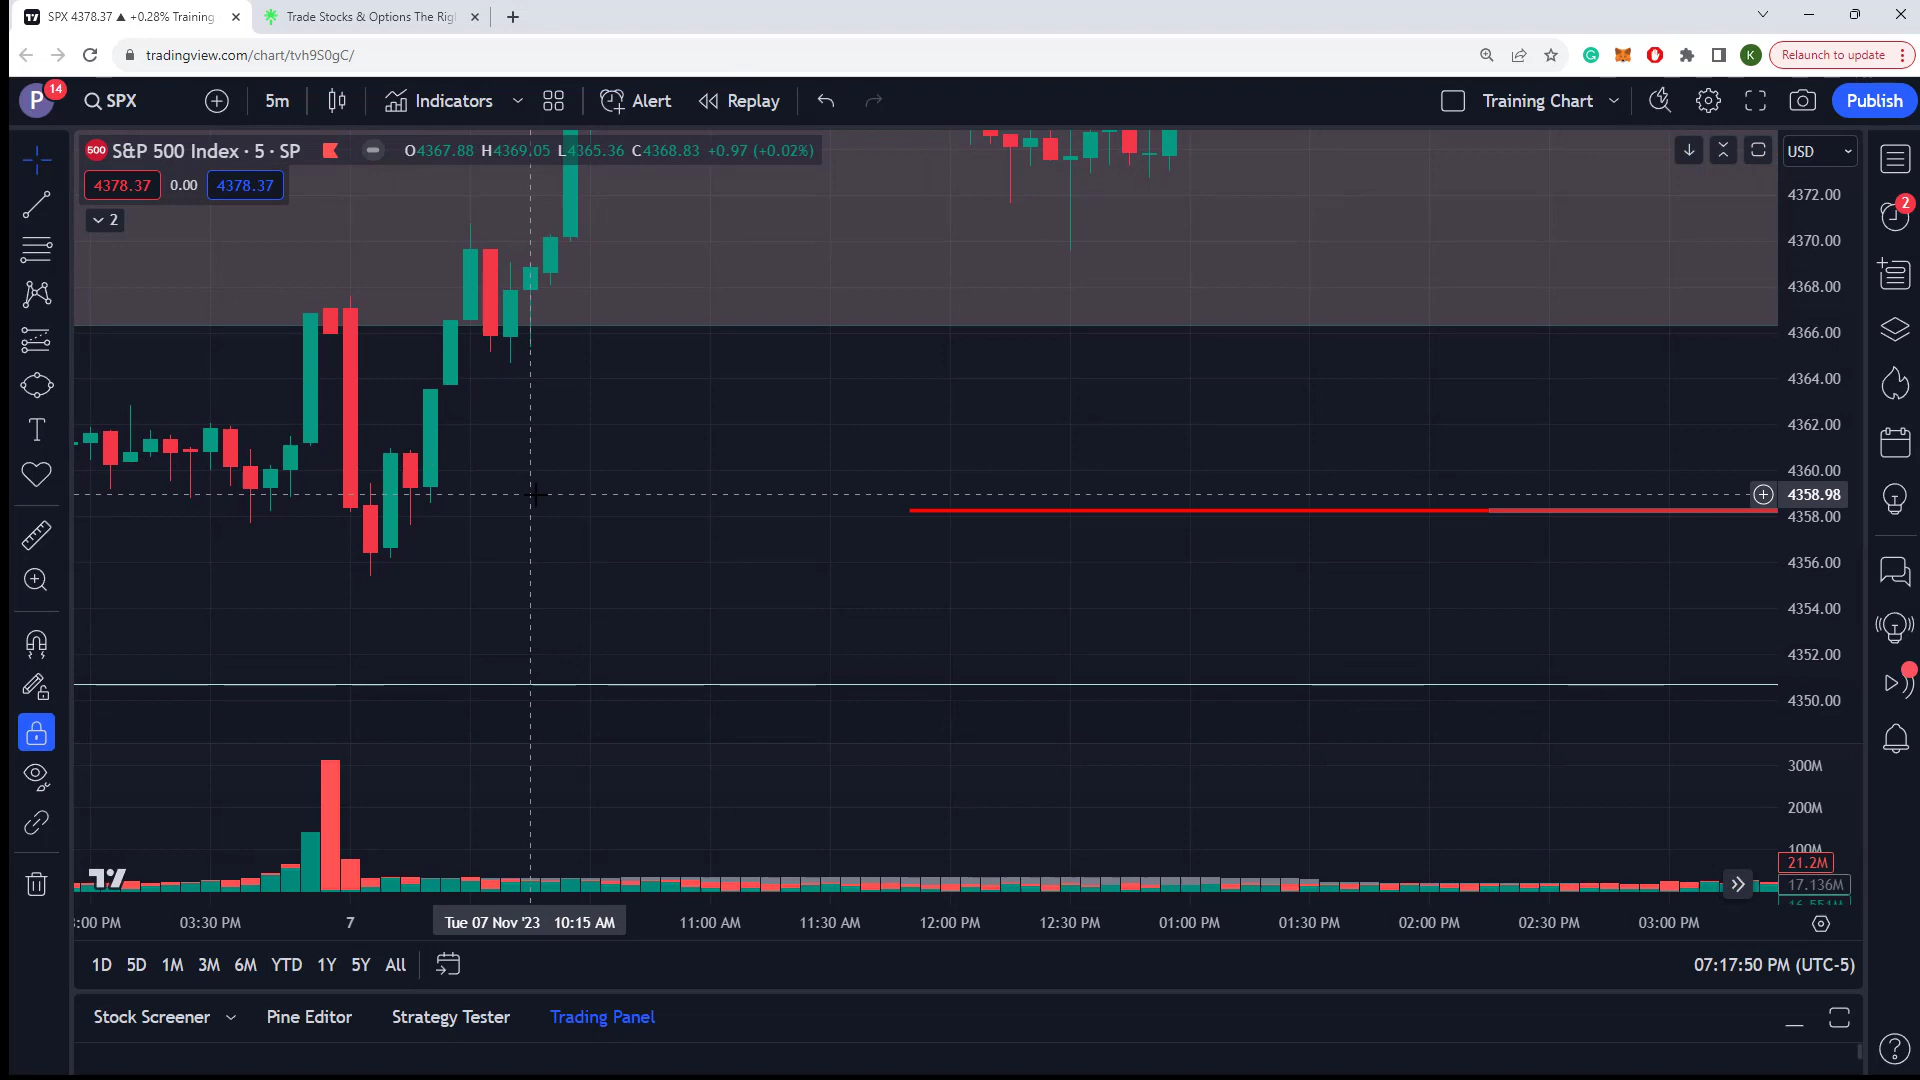 SPX 4378.37 ▲ +0.28% Training
Trade Stocks & Options The Rig
tradingview.com/chart/tvh9S0gC/
K
Relaunch to update
P
14
SPX
5m
Indicators
Alert
Replay
Training Chart
Publish
500
S&P 500 Index · 5 · SP
O4367.88 H4369.05 L4365.36 C4368.83 +0.97 (+0.02%)
USD
4378.37
0.00
4378.37
2
2
4372.00
4370.00
4368.00
4366.00
4364.00
4362.00
4360.00
4358.98
4358.00
4356.00
4354.00
4352.00
4350.00
300M
200M
100M
21.2M
17.136M
16.551M
:00 PM
03:30 PM
7
Tue 07 Nov '23 10:15 AM
11:00 AM
11:30 AM
12:00 PM
12:30 PM
01:00 PM
01:30 PM
02:00 PM
02:30 PM
03:00 PM
1D
5D
1M
3M
6M
YTD
1Y
5Y
All
07:17:50 PM (UTC-5)
Stock Screener
Pine Editor
Strategy Tester
Trading Panel